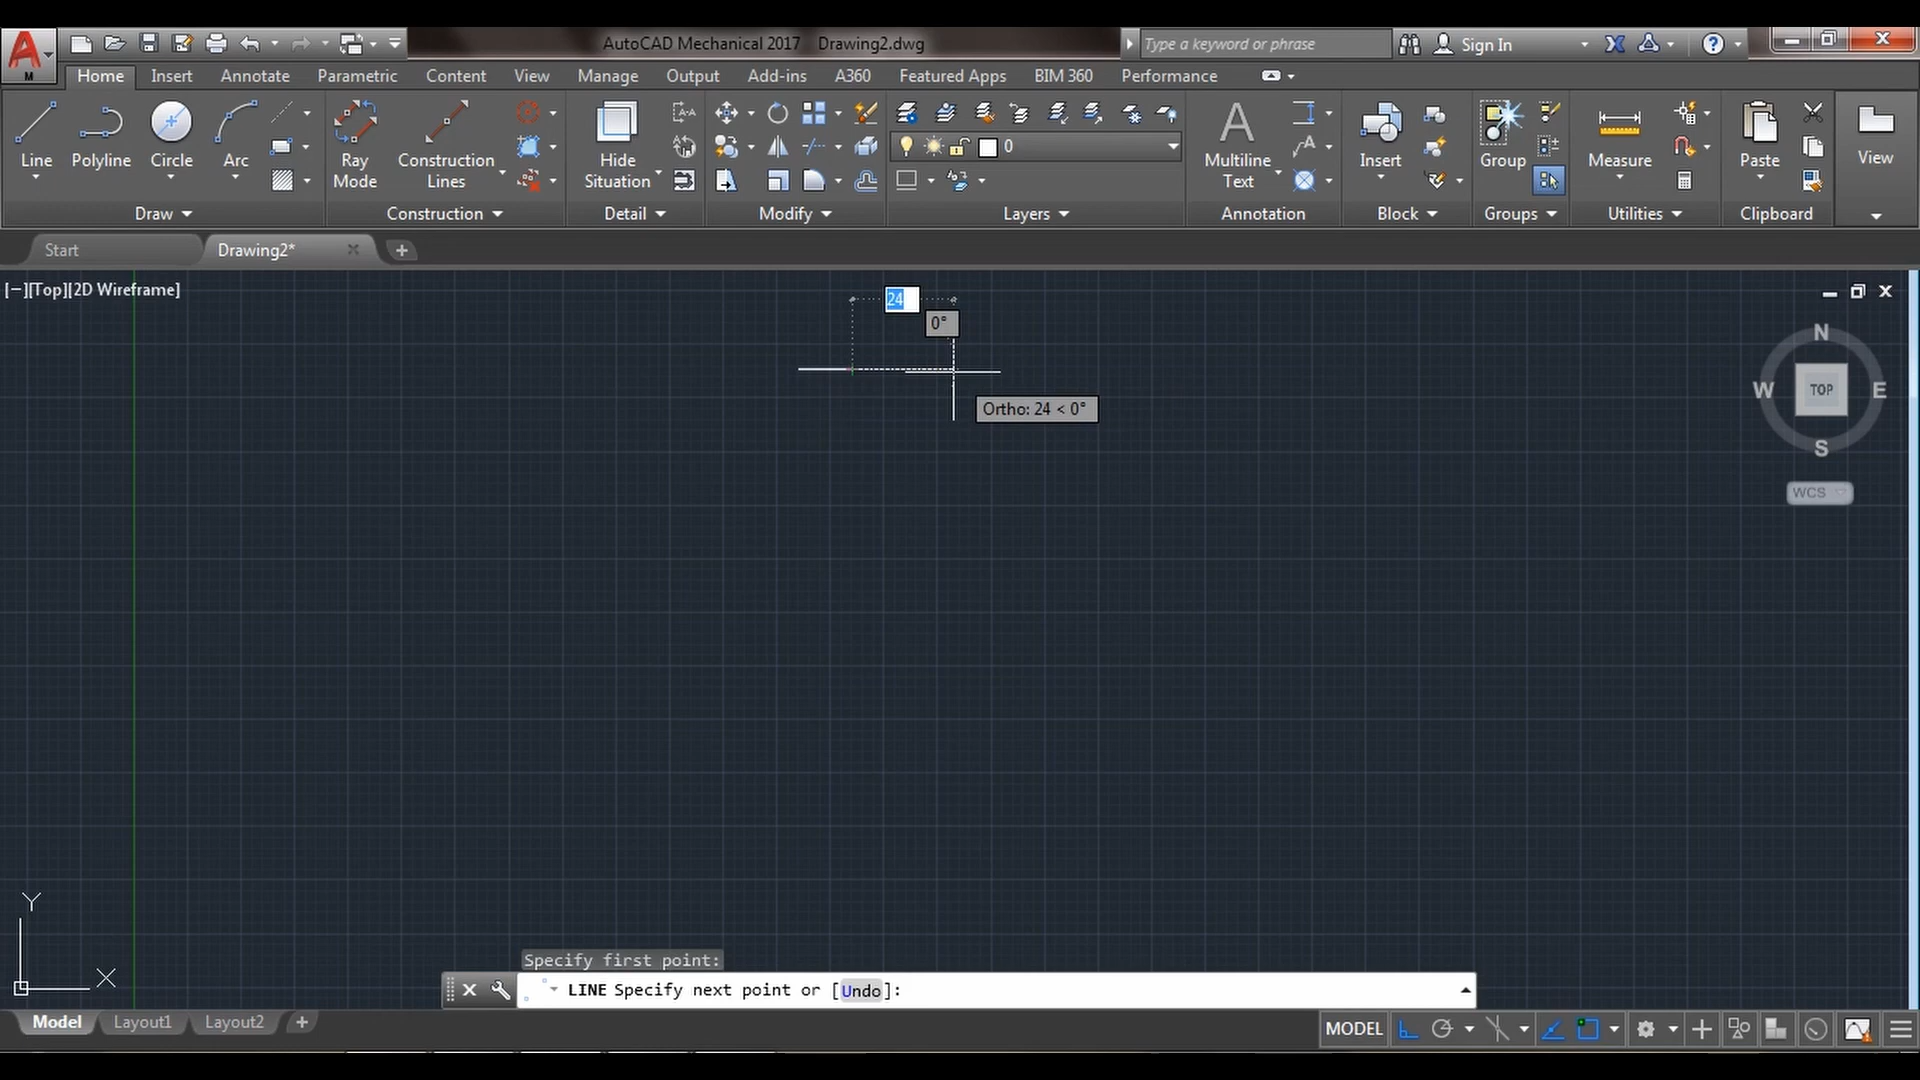 AutoCAD Mechanical 2017 Drawing2.dwg
Type a keyword or phrase
Sign In
M
Home Insert Annotate Parametric Content View Manage Output Add-ins A360 Featured Apps BIM 360 Performance
Line Polyline Circle Arc
Ray
Mode
Construction
Lines
Hide
Situation
0
Multiline
Text
Insert
Group
Measure
Paste
View
Draw Construction Detail Modify Layers Annotation Block Groups Utilities Clipboard
Start Drawing2*
[−][Top][2D Wireframe]
24
0°
Ortho: 24 < 0°
N
W TOP E
S
WCS
Y
X
Specify first point:
LINE Specify next point or [Undo]:
Model Layout1 Layout2
MODEL